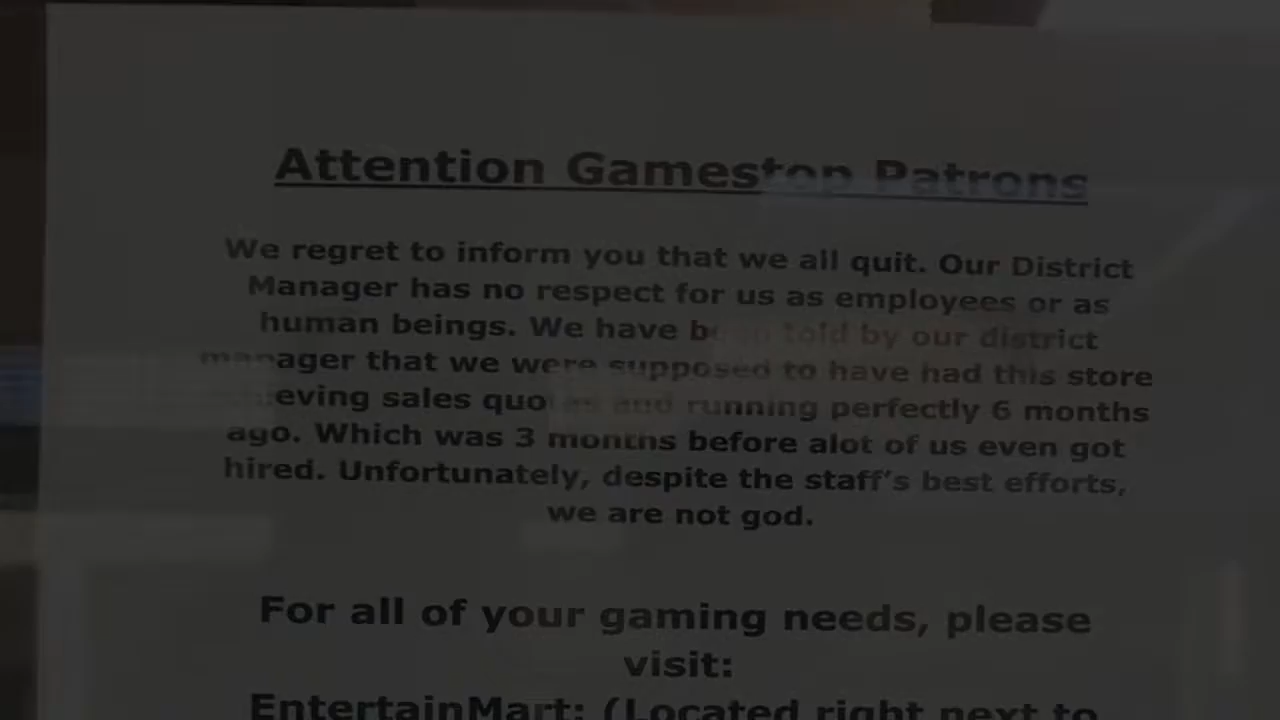 Attention Gamestop Patrons
We regret to inform you that we all quit. Our District
Manager has no respect for us as employees or as
human beings. We have been told by our district
manager that we were supposed to have had this store
eving sales quotas and running perfectly 6 months
ago. Which was 3 months before alot of us even got
hired. Unfortunately, despite the staff's best efforts,
we are not god.
For all of your gaming needs, please
visit:
EntertainMart: (Located right next to